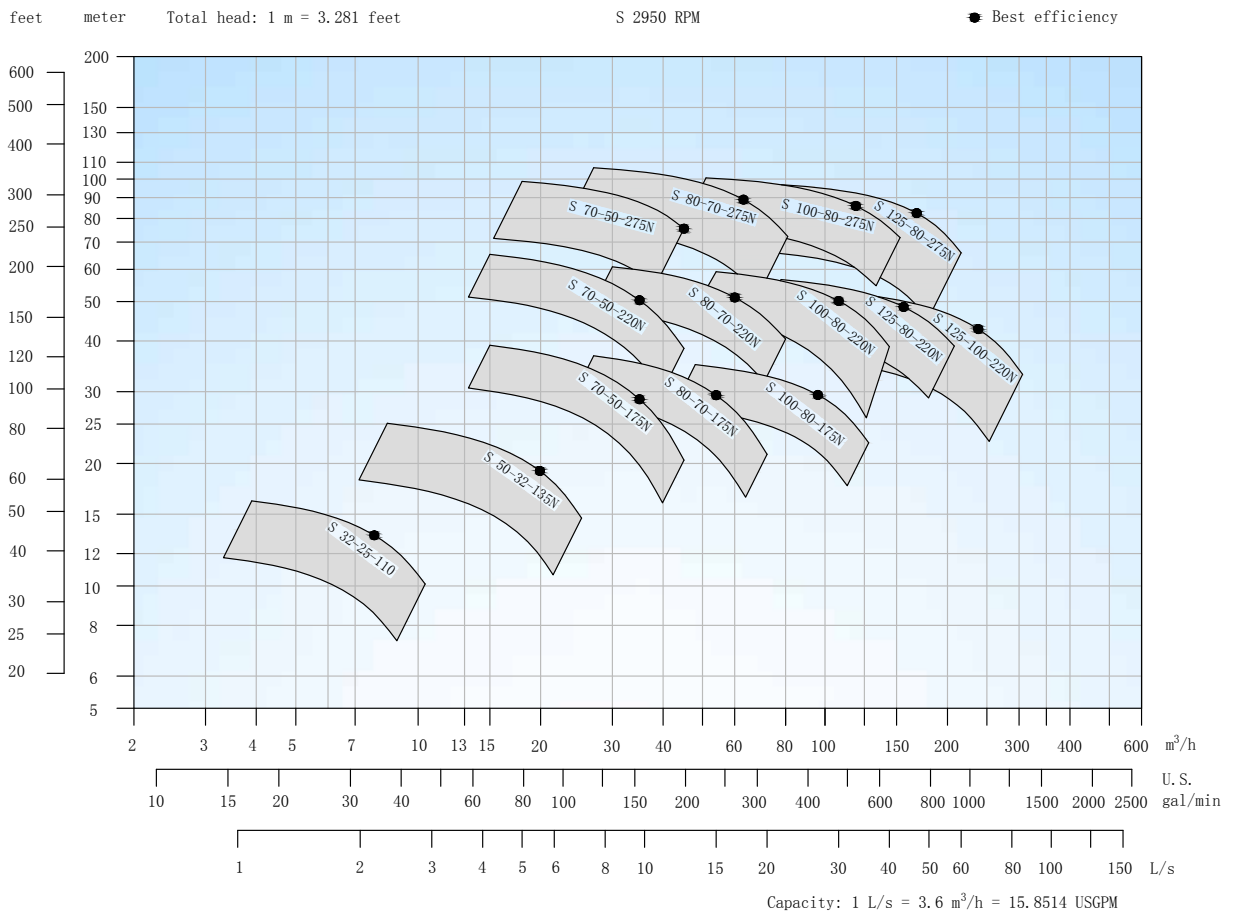 feet meter Total head: 1 m = 3.281 feet S 2950 RPM Best efficiency
200
600
500
150
130
400
110
100
300
90
80
250
70
200
60
50
150
40
120
100
30
25
80
20
60
50
15
40
12
10
30
25
8
20
6
5
S 70-50-275N
S 80-70-275N
S 100-80-275N
S 125-80-275N
S 70-50-220N
S 80-70-220N
S 100-80-220N
S 125-80-220N
S 125-100-220N
S 70-50-175N
S 80-70-175N
S 100-80-175N
S 50-32-135N
S 32-25-110
2 3 4 5 7 10 13 15 20 30 40 60 80 100 150 200 300 400 600 m³/h
U.S.
10 15 20 30 40 60 80 100 150 200 300 400 600 800 1000 1500 2000 2500 gal/min
1 2 3 4 5 6 8 10 15 20 30 40 50 60 80 100 150 L/s
Capacity: 1 L/s = 3.6 m³/h = 15.8514 USGPM